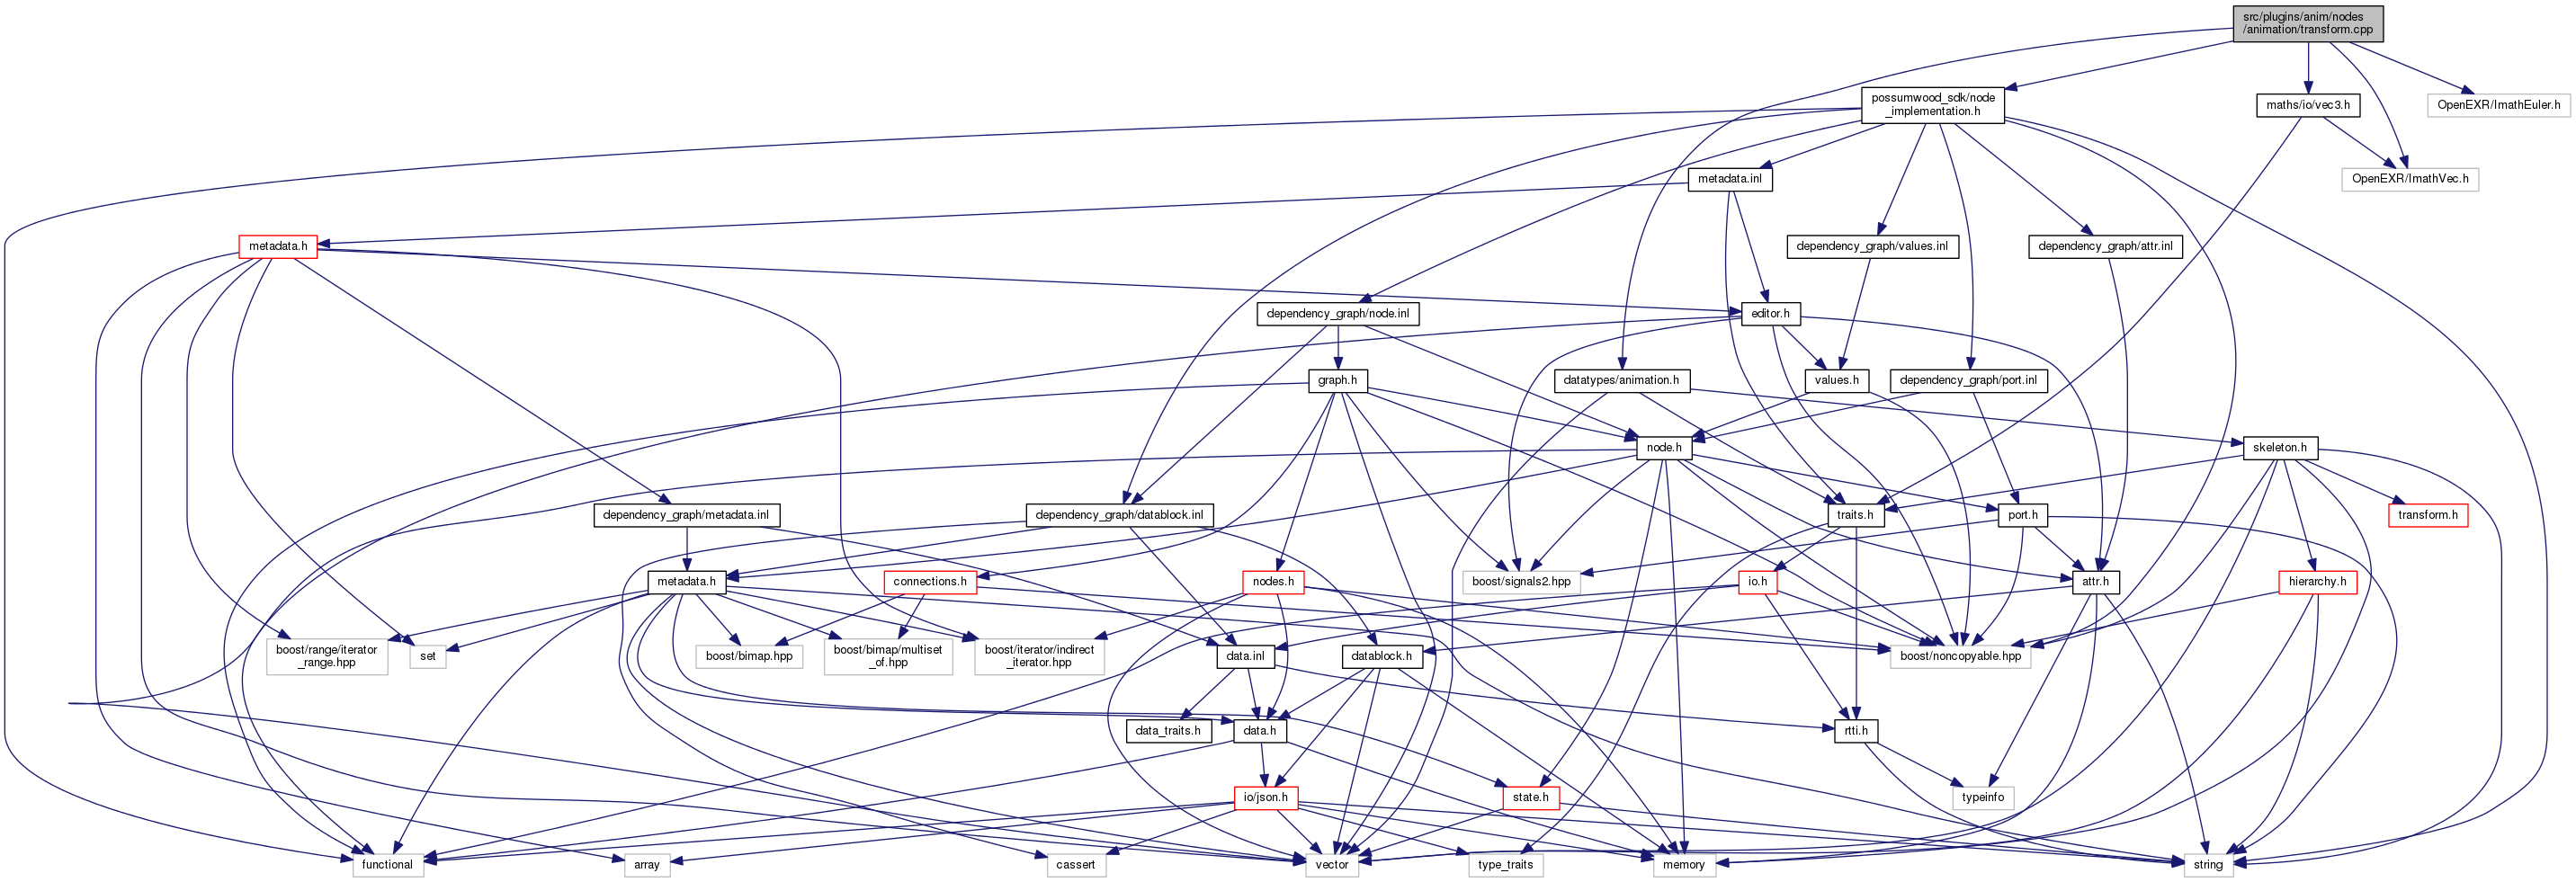 src/plugins/anim/nodes
/animation/transform.cpp
possumwood_sdk/node
_implementation.h
maths/io/vec3.h
OpenEXR/ImathEuler.h
metadata.inl
OpenEXR/ImathVec.h
metadata.h
dependency_graph/values.inl
dependency_graph/attr.inl
dependency_graph/node.inl
editor.h
graph.h
datatypes/animation.h
values.h
dependency_graph/port.inl
node.h
skeleton.h
dependency_graph/metadata.inl
dependency_graph/datablock.inl
traits.h
port.h
transform.h
metadata.h
connections.h
nodes.h
boost/signals2.hpp
io.h
attr.h
hierarchy.h
boost/range/iterator
_range.hpp
set
boost/bimap.hpp
boost/bimap/multiset
_of.hpp
boost/iterator/indirect
_iterator.hpp
data.inl
datablock.h
boost/noncopyable.hpp
data_traits.h
data.h
rtti.h
io/json.h
state.h
typeinfo
functional
array
cassert
vector
type_traits
memory
string